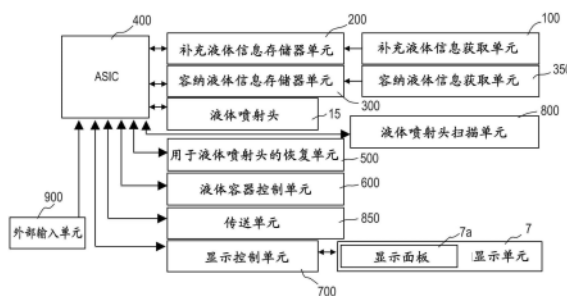 400
200
100
ASIC
补充液体信息存储器单元
补充液体信息获取单元
350
容纳液体信息存储器单元
容纳液体信息获取单元
300
液体喷射头
15
800
液体喷射头扫描单元
用于液体喷射头的恢复单元
500
液体容器控制单元
600
900
外部输入单元
传送单元
850
7a
7
显示控制单元
显示面板
显示单元
700